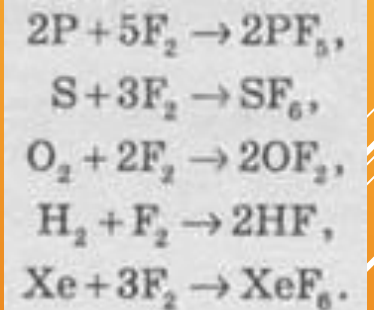 2P + 5F₂ → 2PF₅,
S + 3F₂ → SF₆,
O₂ + 2F₂ → 2OF₂,
H₂ + F₂ → 2HF,
Xe + 3F₂ → XeF₆.